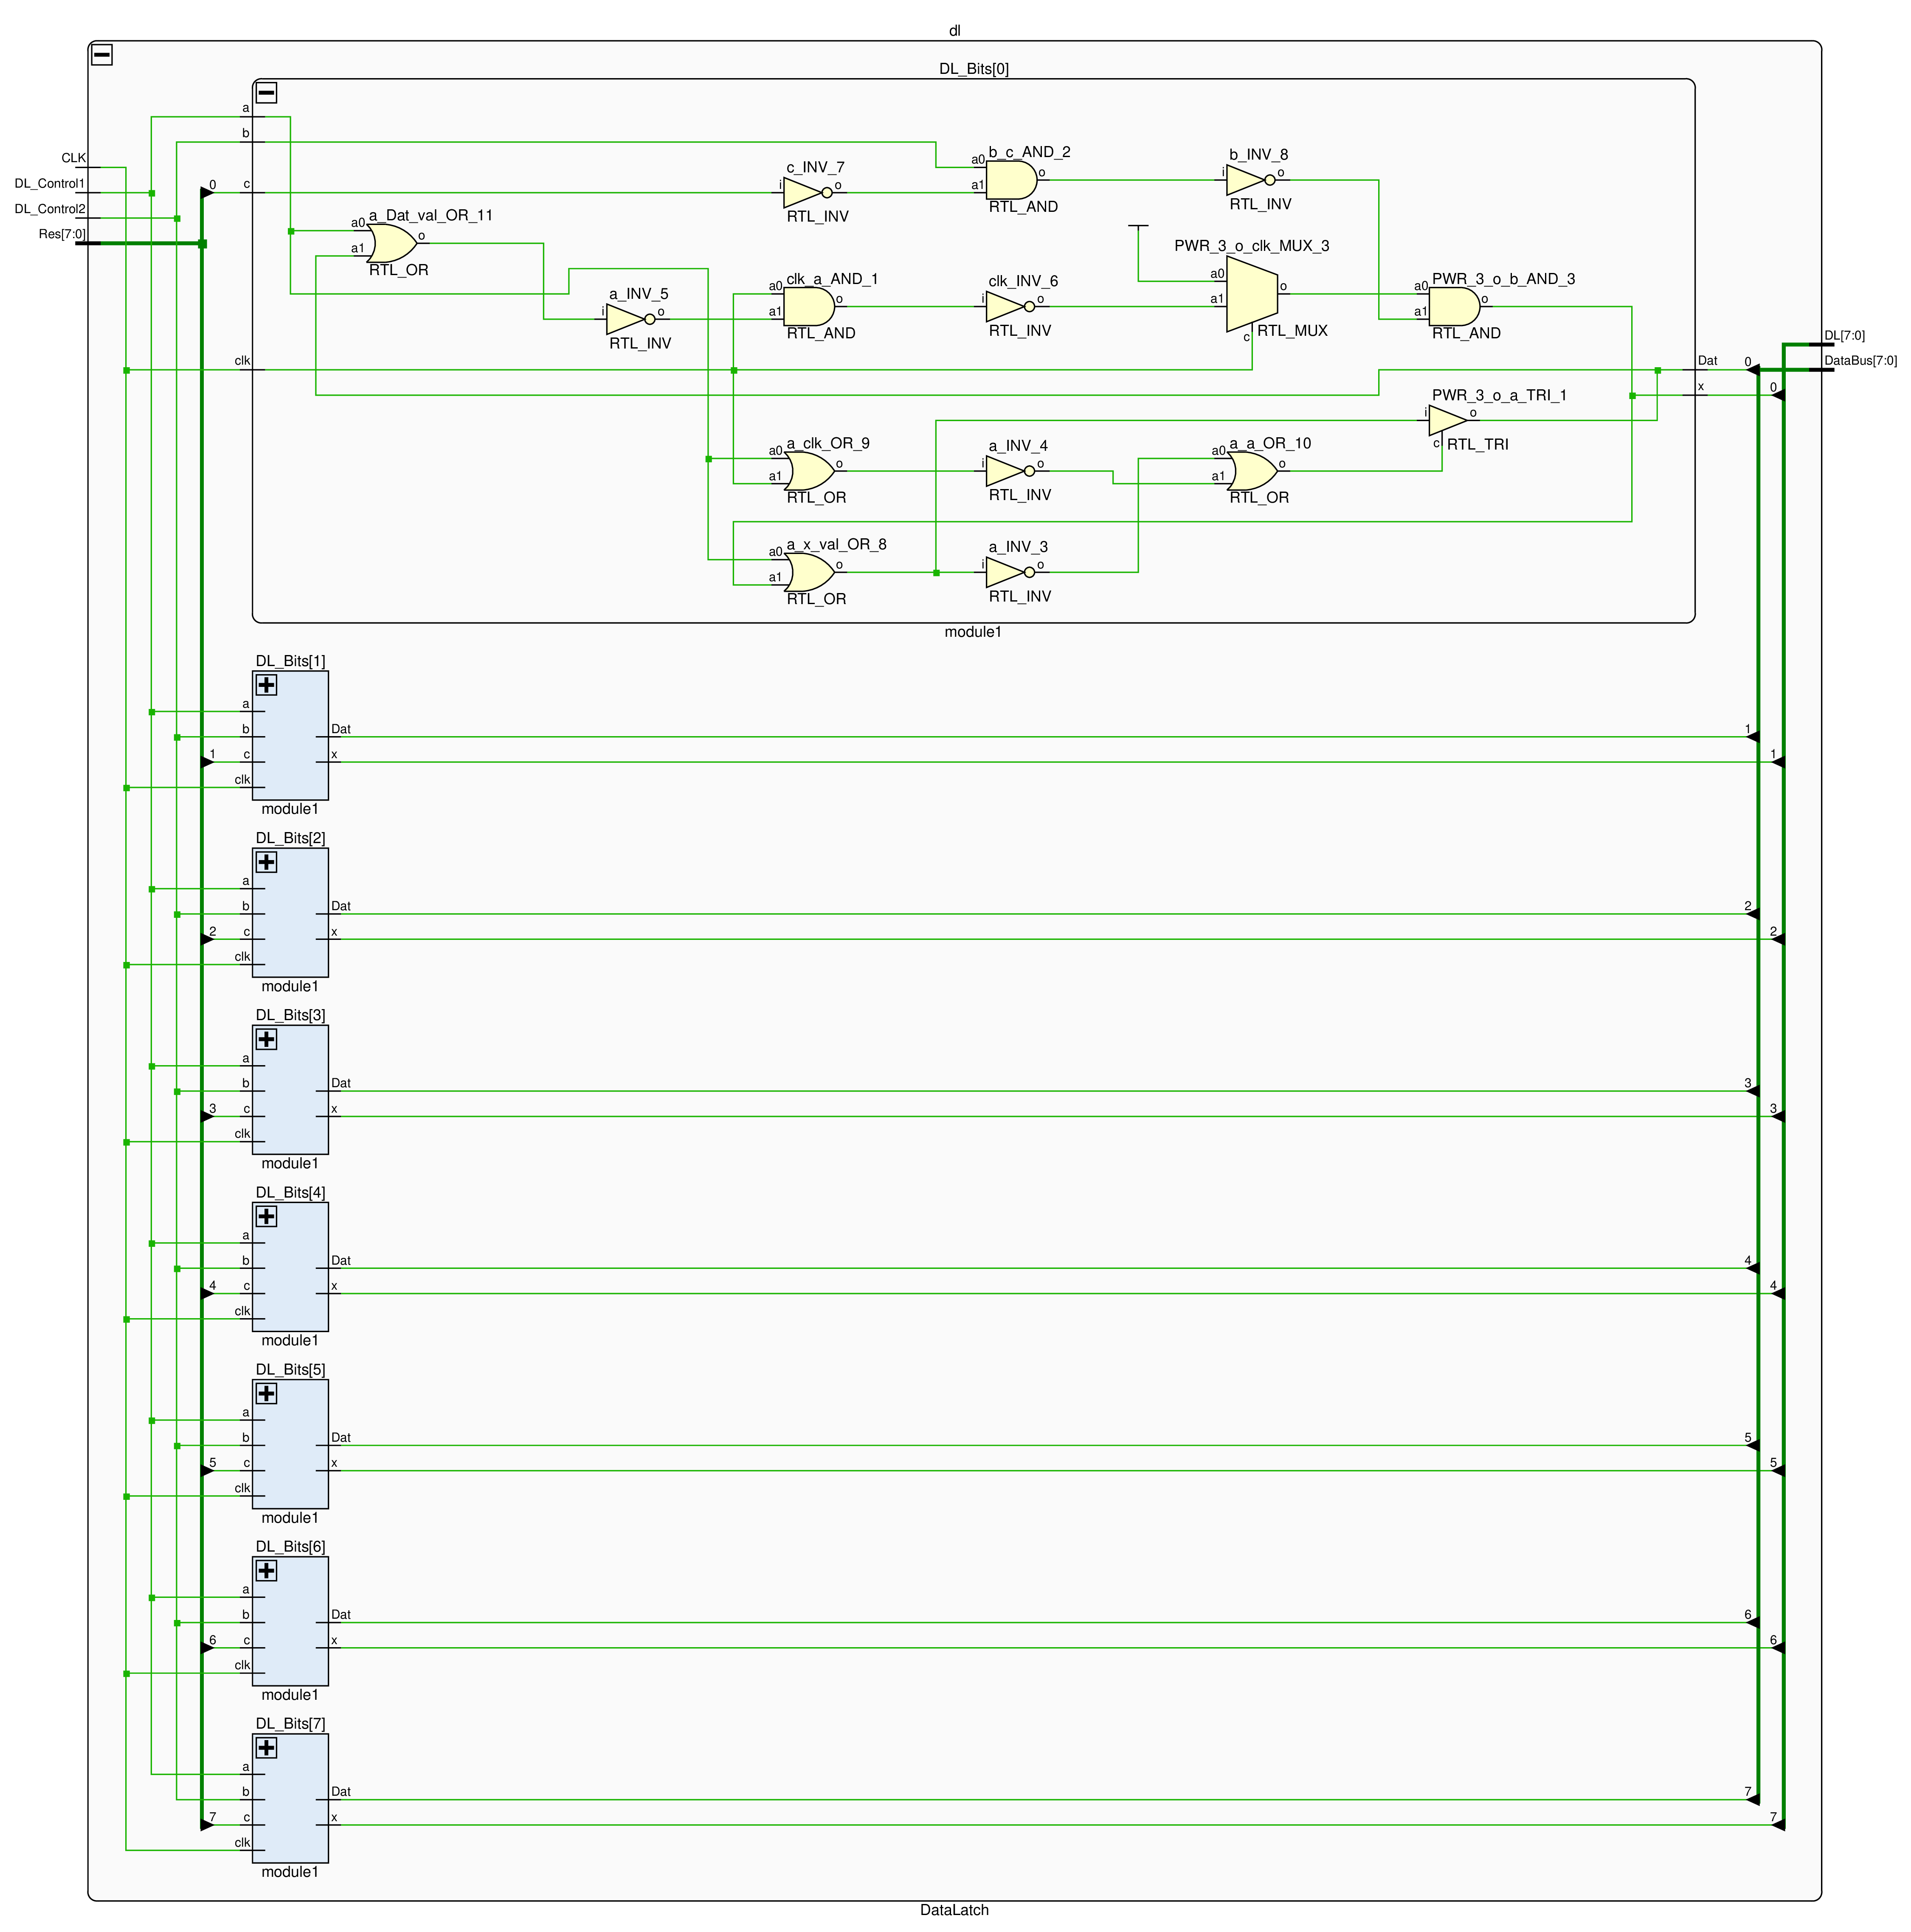 dl
DL_Bits[0]
a
b
CLK
DL_Control1
DL_Control2
Res[7:0]
0
c
c_INV_7
i
o
RTL_INV
b_c_AND_2
a0
a1
o
RTL_AND
b_INV_8
i
o
RTL_INV
a_Dat_val_OR_11
a0
a1
o
RTL_OR
a_INV_5
i
o
RTL_INV
clk_a_AND_1
a0
a1
o
RTL_AND
clk_INV_6
i
o
RTL_INV
PWR_3_o_clk_MUX_3
a0
a1
o
c
RTL_MUX
PWR_3_o_b_AND_3
a0
a1
o
RTL_AND
DL[7:0]
DataBus[7:0]
clk
Dat
0
x
0
PWR_3_o_a_TRI_1
i
o
c
RTL_TRI
a_clk_OR_9
a0
a1
o
RTL_OR
a_INV_4
i
o
RTL_INV
a_a_OR_10
a0
a1
o
RTL_OR
a_x_val_OR_8
a0
a1
o
RTL_OR
a_INV_3
i
o
RTL_INV
module1
DL_Bits[1]
a
b
Dat
1
1
c
x
1
clk
module1
DL_Bits[2]
a
b
Dat
2
2
c
x
2
clk
module1
DL_Bits[3]
a
b
Dat
3
3
c
x
3
clk
module1
DL_Bits[4]
a
b
Dat
4
4
c
x
4
clk
module1
DL_Bits[5]
a
b
Dat
5
5
c
x
5
clk
module1
DL_Bits[6]
a
b
Dat
6
6
c
x
6
clk
module1
DL_Bits[7]
a
b
Dat
7
7
c
x
7
clk
module1
DataLatch